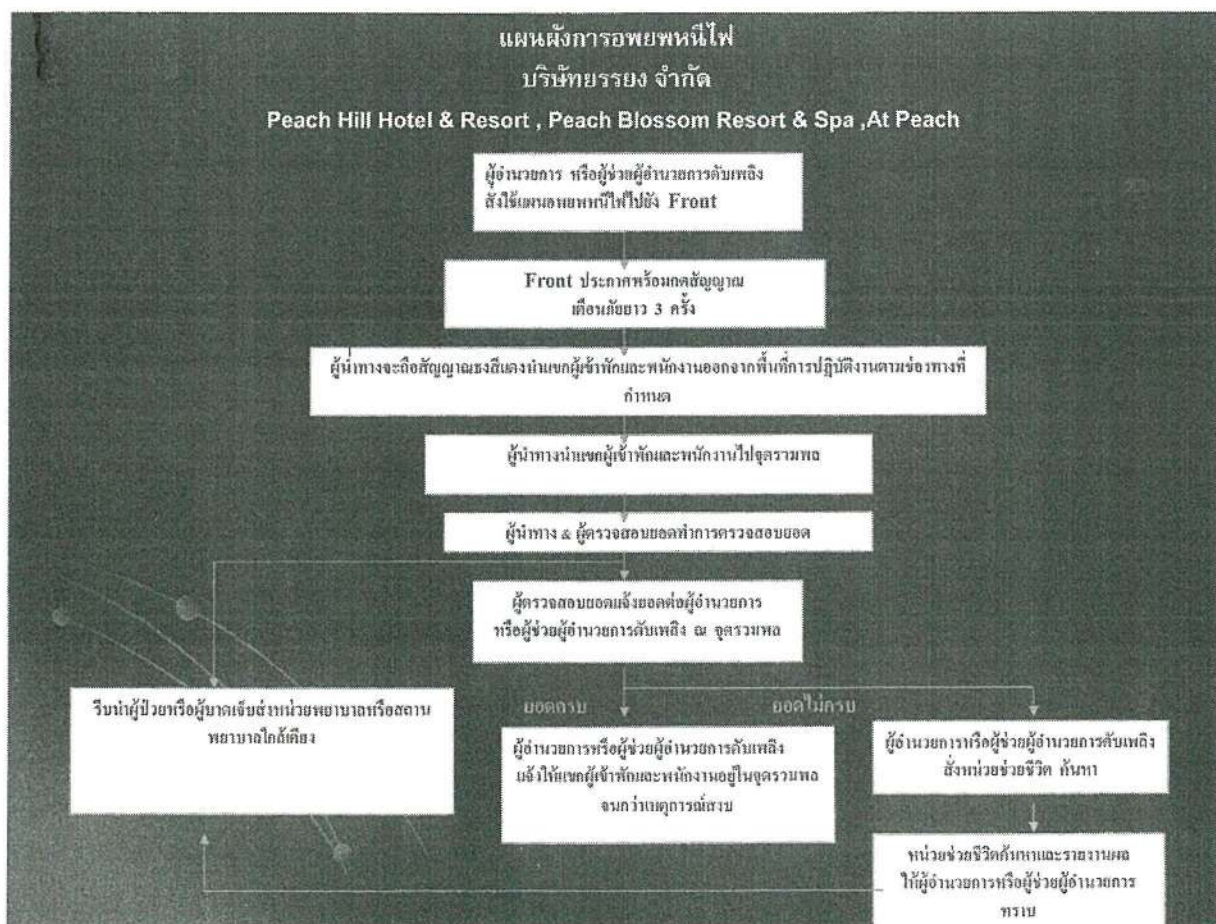 แผนผังการอพยพหนีไฟ
บริษัทยรรยง จำกัด
Peach Hill Hotel & Resort , Peach Blossom Resort & Spa ,At Peach
ผู้อำนวยการ หรือผู้ช่วยผู้อำนวยการดับเพลิง
สั่งใช้แผนอพยพหนีไฟไปยัง Front
Front ประกาศพร้อมกดสัญญาณ
เตือนภัยยาว 3 ครั้ง
ผู้นำทางจะถือสัญญาณธงสีแดงนำแขกผู้เข้าพักและพนักงานออกจากพื้นที่การปฏิบัติงานตามช่องทางที่
กำหนด
ผู้นำทางนำแขกผู้เข้าพักและพนักงานไปจุดรวมพล
ผู้นำทาง & ผู้ตรวจสอบยอดทำการตรวจสอบยอด
ผู้ตรวจสอบยอดแจ้งยอดต่อผู้อำนวยการ
หรือผู้ช่วยผู้อำนวยการดับเพลิง ณ จุดรวมพล
รีบนำผู้ป่วยหรือผู้บาดเจ็บส่งหน่วยพยาบาลหรือสถาน
พยาบาลใกล้เคียง
ยอดครบ
ยอดไม่ครบ
ผู้อำนวยการหรือผู้ช่วยผู้อำนวยการดับเพลิง
แจ้งให้แขกผู้เข้าพักและพนักงานอยู่ในจุดรวมพล
จนกว่าเหตุการณ์สงบ
ผู้อำนวยการหรือผู้ช่วยผู้อำนวยการดับเพลิง
สั่งหน่วยช่วยชีวิต ค้นหา
หน่วยช่วยชีวิตค้นหาและรายงานผล
ให้ผู้อำนวยการหรือผู้ช่วยผู้อำนวยการ
ทราบ